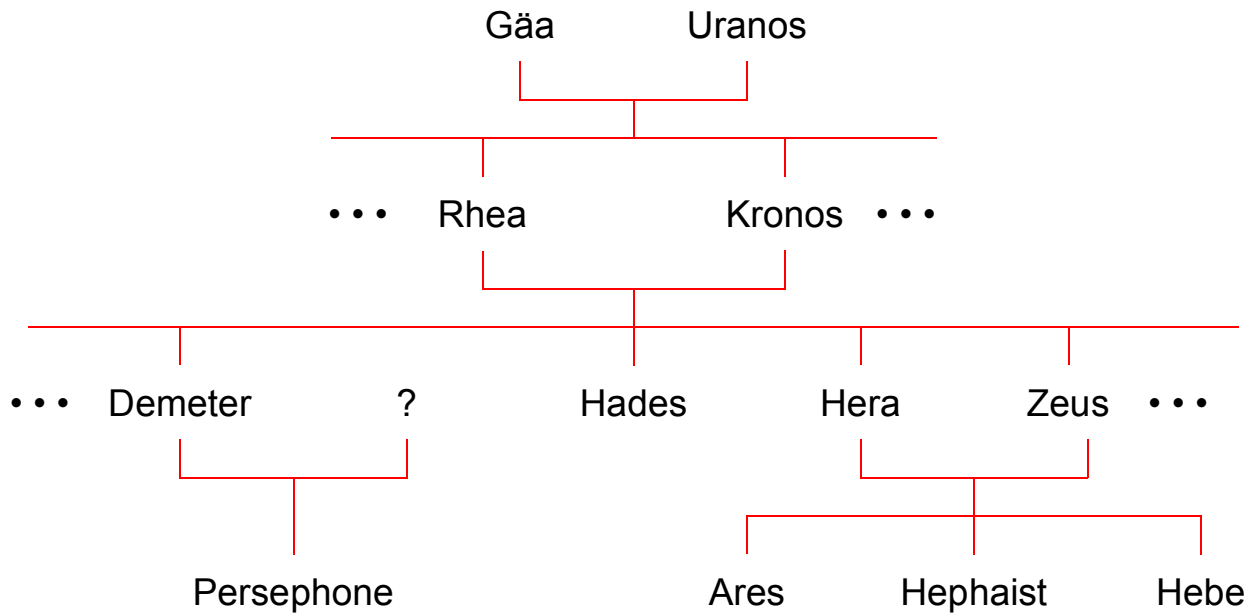 Gäa Uranos
• • • Rhea Kronos • • •
• • • Demeter ? Hades Hera Zeus • • •
Persephone Ares Hephaist Hebe